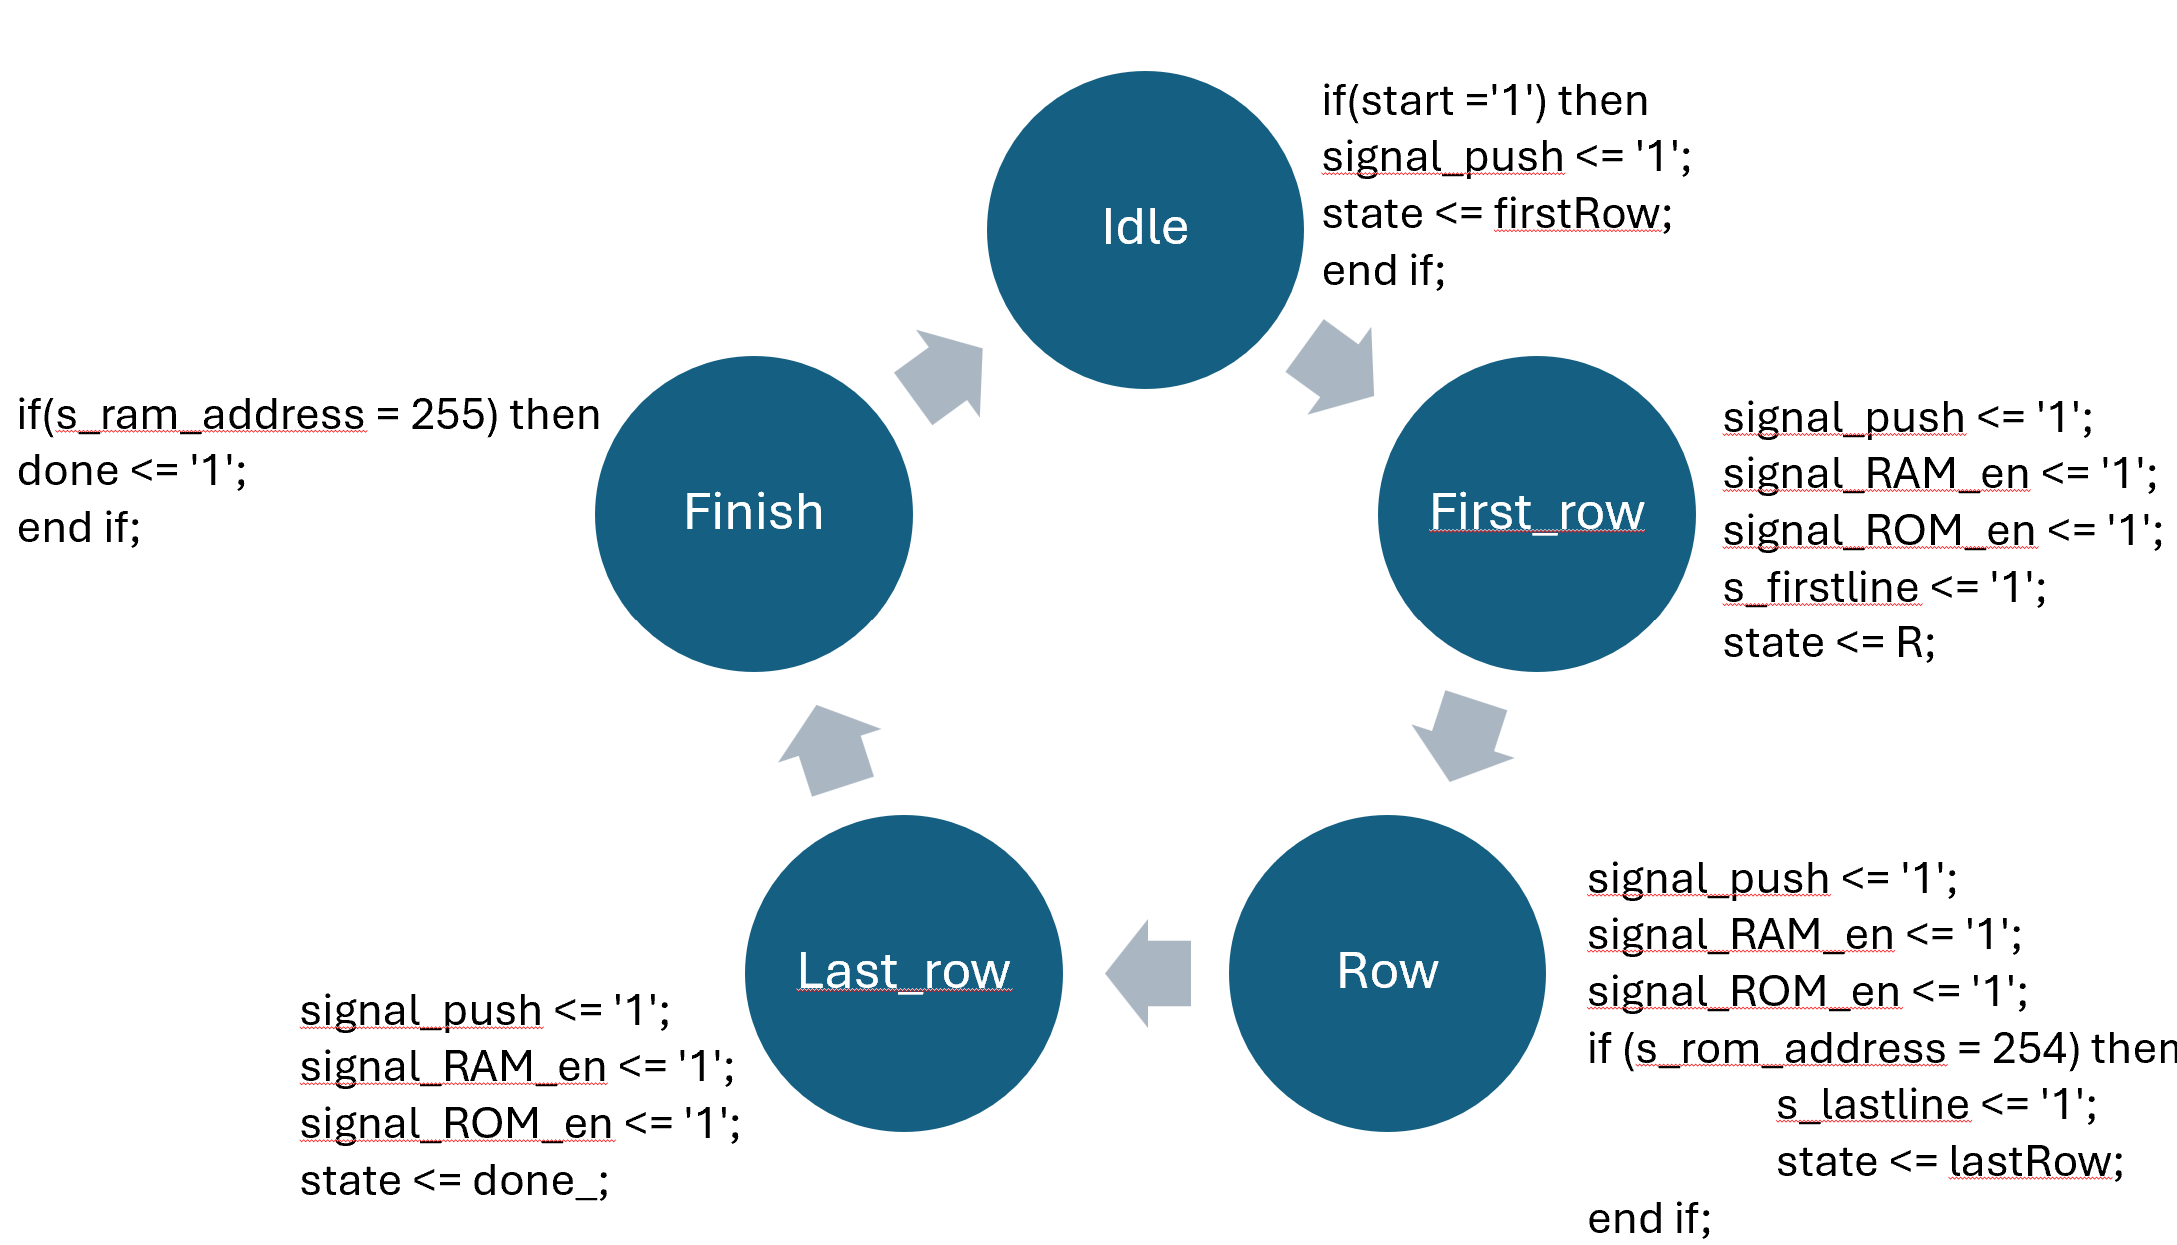 Idle
if(start ='1') then
signal_push <= '1';
state <= firstRow;
end if;
First_row
signal_push <= '1';
signal_RAM_en <= '1';
signal_ROM_en <= '1';
s_firstline <= '1';
state <= R;
Row
signal_push <= '1';
signal_RAM_en <= '1';
signal_ROM_en <= '1';
if (s_rom_address = 254) then
s_lastline <= '1';
state <= lastRow;
end if;
Last_row
signal_push <= '1';
signal_RAM_en <= '1';
signal_ROM_en <= '1';
state <= done_;
Finish
if(s_ram_address = 255) then
done <= '1';
end if;